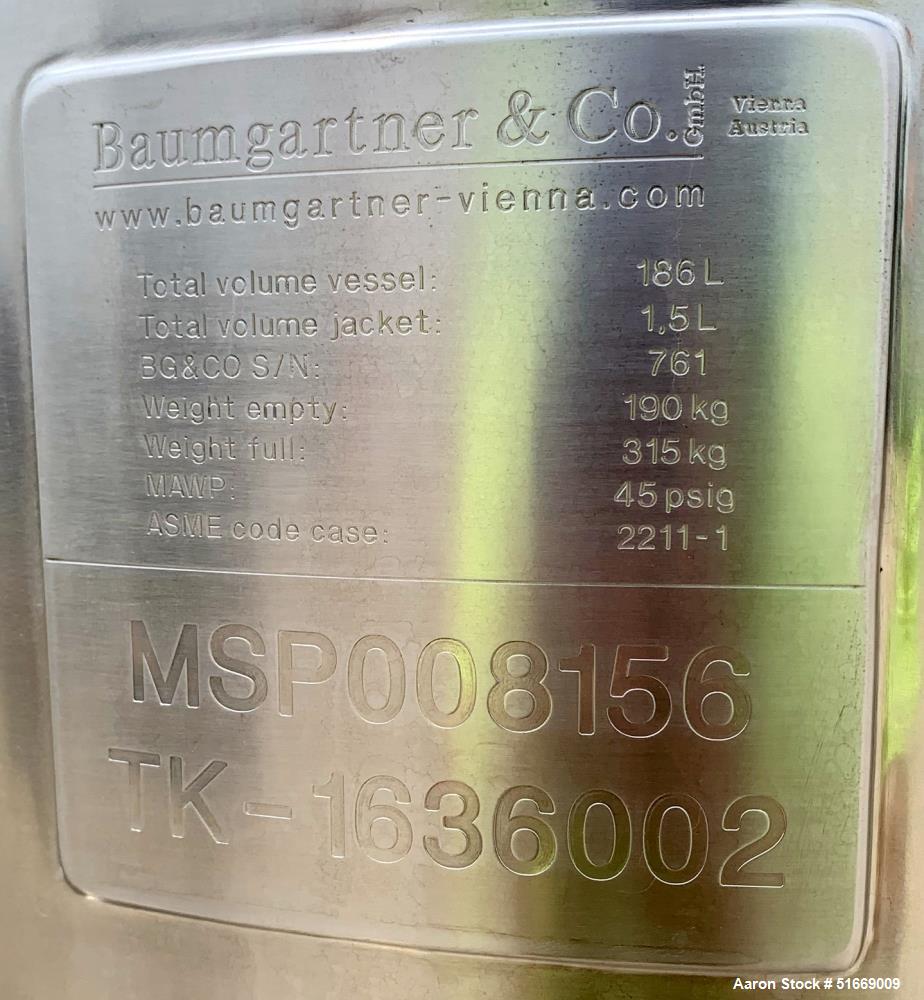 Baumgartner & Co. GmbH. Vienna Austria
www.baumgartner-vienna.com
Total volume vessel: 186 L
Total volume jacket: 1,5 L
BG&CO S/N: 761
Weight empty: 190 kg
Weight full: 315 kg
MAWP: 45 psig
ASME code case: 2211-1
MSP008156
TK-1636002
Aaron Stock # 51669009